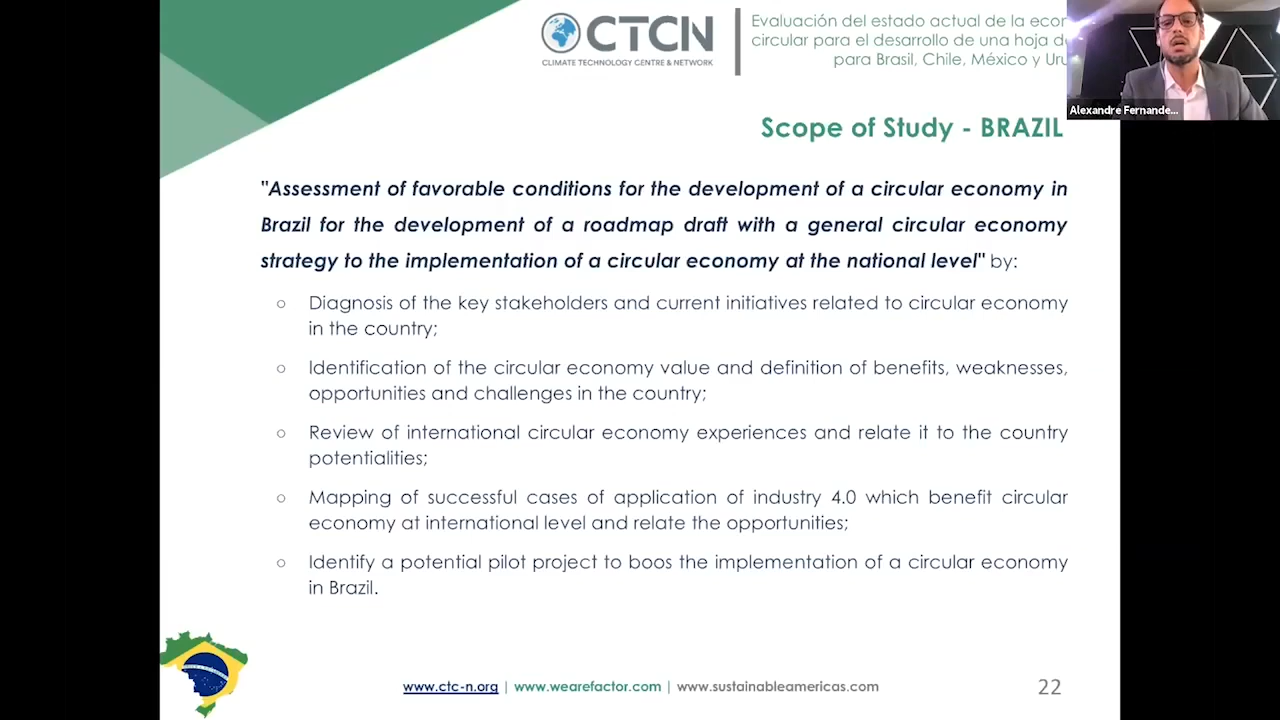 CTCN
CLIMATE TECHNOLOGY CENTRE & NETWORK
Evaluación del estado actual de la
circular para el desarrollo de una hoja
para Brasil, Chile, México y
Alexandre Fernande...
Scope of Study - BRAZIL
"Assessment of favorable conditions for the development of a circular economy in
Brazil for the development of a roadmap draft with a general circular economy
strategy to the implementation of a circular economy at the national level" by:
○ Diagnosis of the key stakeholders and current initiatives related to circular economy
in the country;
○ Identification of the circular economy value and definition of benefits, weaknesses,
opportunities and challenges in the country;
○ Review of international circular economy experiences and relate it to the country
potentialities;
○ Mapping of successful cases of application of industry 4.0 which benefit circular
economy at international level and relate the opportunities;
○ Identify a potential pilot project to boos the implementation of a circular economy
in Brazil.
www.ctc-n.org | www.wearefactor.com | www.sustainableamericas.com
22